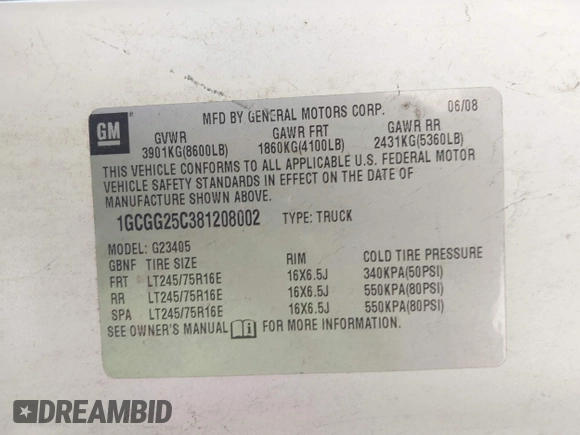 MFD BY GENERAL MOTORS CORP. 06/08
GM
GVWR GAWR FRT GAWR RR
3901KG(8600LB) 1860KG(4100LB) 2431KG(5360LB)
THIS VEHICLE CONFORMS TO ALL APPLICABLE U.S. FEDERAL MOTOR
VEHICLE SAFETY STANDARDS IN EFFECT ON THE DATE OF
MANUFACTURE SHOWN ABOVE.
1GCGG25C381208002 TYPE: TRUCK
MODEL: G23405
GBNF TIRE SIZE RIM COLD TIRE PRESSURE
FRT LT245/75R16E 16X6.5J 340KPA(50PSI)
RR LT245/75R16E 16X6.5J 550KPA(80PSI)
SPA LT245/75R16E 16X6.5J 550KPA(80PSI)
SEE OWNER'S MANUAL FOR MORE INFORMATION.
DREAMBID